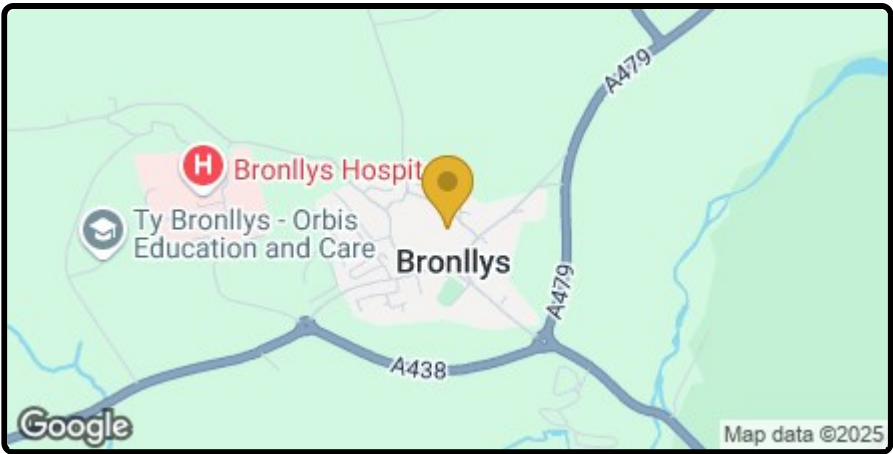 A479
H
Bronllys Hospit
Ty Bronllys - Orbis
Education and Care
Bronllys
A479
A438
Google
Map data ©2025